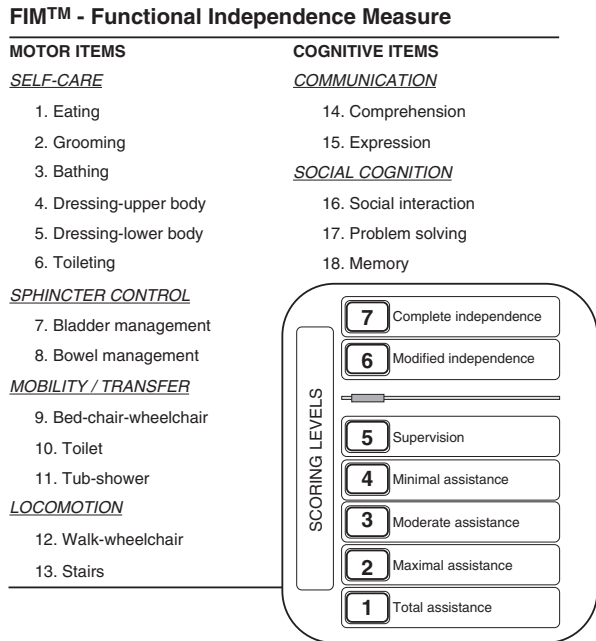 FIM™ - Functional Independence Measure
MOTOR ITEMS
SELF-CARE
1. Eating
2. Grooming
3. Bathing
4. Dressing-upper body
5. Dressing-lower body
6. Toileting
SPHINCTER CONTROL
7. Bladder management
8. Bowel management
MOBILITY / TRANSFER
9. Bed-chair-wheelchair
10. Toilet
11. Tub-shower
LOCOMOTION
12. Walk-wheelchair
13. Stairs
COGNITIVE ITEMS
COMMUNICATION
14. Comprehension
15. Expression
SOCIAL COGNITION
16. Social interaction
17. Problem solving
18. Memory
SCORING LEVELS
7 Complete independence
6 Modified independence
5 Supervision
4 Minimal assistance
3 Moderate assistance
2 Maximal assistance
1 Total assistance